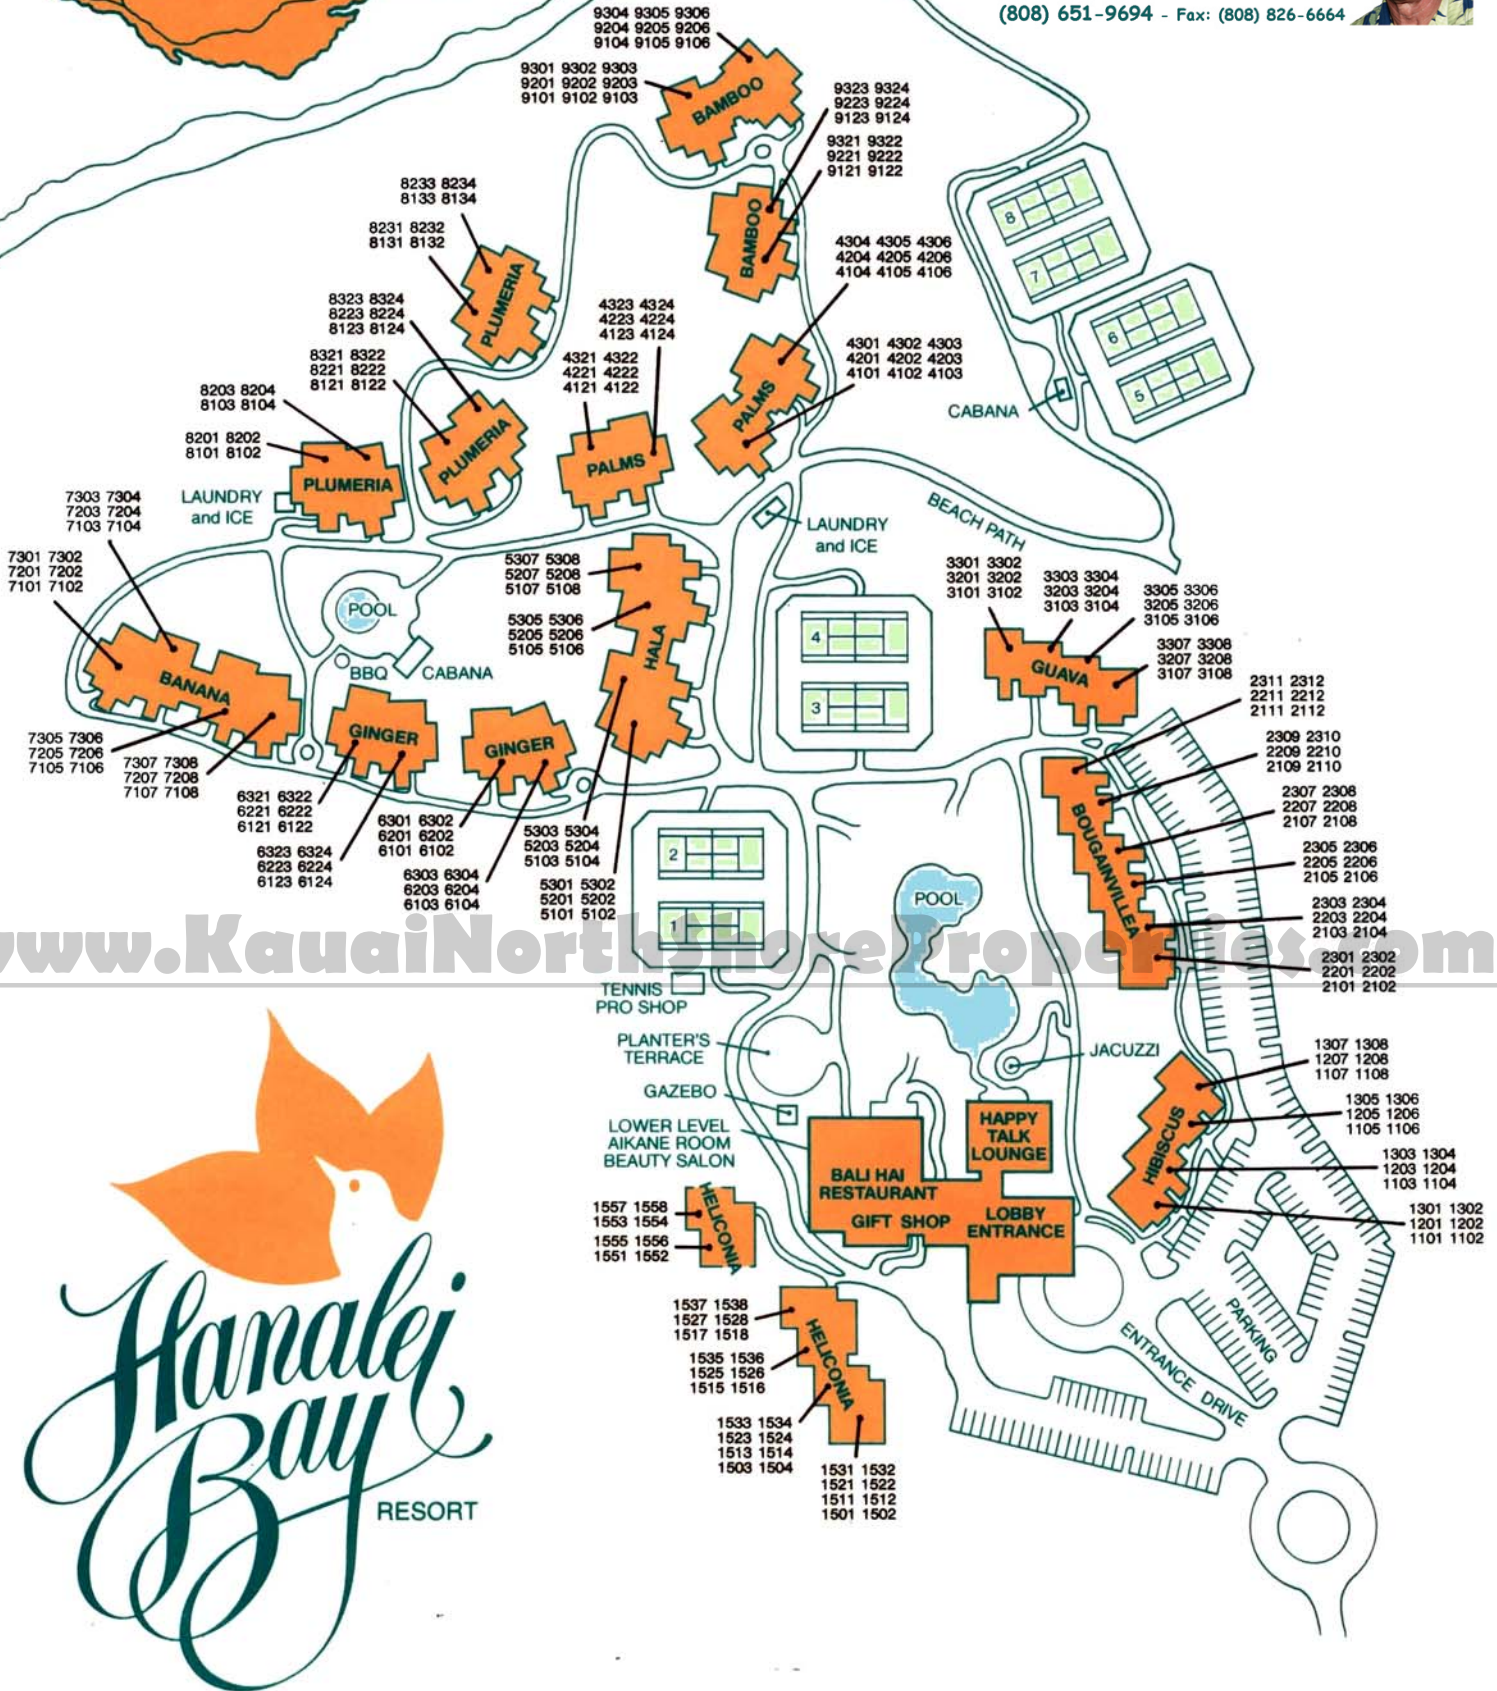 (808) 651-9694 - Fax: (808) 826-6664
9304 9305 9306
9204 9205 9206
9104 9105 9106
9301 9302 9303
9201 9202 9203
9101 9102 9103
BAMBOO
9323 9324
9223 9224
9123 9124
9321 9322
9221 9222
9121 9122
BAMBOO
8233 8234
8133 8134
8231 8232
8131 8132
PLUMERIA
8
7
6
5
CABANA
4304 4305 4306
4204 4205 4206
4104 4105 4106
4301 4302 4303
4201 4202 4203
4101 4102 4103
PALMS
8323 8324
8223 8224
8123 8124
8321 8322
8221 8222
8121 8122
PLUMERIA
4323 4324
4223 4224
4123 4124
4321 4322
4221 4222
4121 4122
PALMS
8203 8204
8103 8104
8201 8202
8101 8102
PLUMERIA
LAUNDRY
and ICE
LAUNDRY
and ICE
BEACH PATH
7303 7304
7203 7204
7103 7104
7301 7302
7201 7202
7101 7102
BANANA
7305 7306
7205 7206
7105 7106
7307 7308
7207 7208
7107 7108
POOL
BBQ
CABANA
5307 5308
5207 5208
5107 5108
5305 5306
5205 5206
5105 5106
HALA
5303 5304
5203 5204
5103 5104
5301 5302
5201 5202
5101 5102
GINGER
6321 6322
6221 6222
6121 6122
6323 6324
6223 6224
6123 6124
GINGER
6301 6302
6201 6202
6101 6102
6303 6304
6203 6204
6103 6104
4
3
3301 3302
3201 3202
3101 3102
3303 3304
3203 3204
3103 3104
3305 3306
3205 3206
3105 3106
3307 3308
3207 3208
3107 3108
GUAVA
2311 2312
2211 2212
2111 2112
2309 2310
2209 2210
2109 2110
2307 2308
2207 2208
2107 2108
2305 2306
2205 2206
2105 2106
2303 2304
2203 2204
2103 2104
2301 2302
2201 2202
2101 2102
BOUGAINVILLEA
2
1
POOL
www.KauaiNorthShoreProperties.com
TENNIS
PRO SHOP
PLANTER'S
TERRACE
GAZEBO
LOWER LEVEL
AIKANE ROOM
BEAUTY SALON
JACUZZI
HAPPY
TALK
LOUNGE
BALI HAI
RESTAURANT
GIFT SHOP
LOBBY
ENTRANCE
1307 1308
1207 1208
1107 1108
1305 1306
1205 1206
1105 1106
1303 1304
1203 1204
1103 1104
1301 1302
1201 1202
1101 1102
HIBISCUS
1557 1558
1553 1554
1555 1556
1551 1552
HELICONIA
1537 1538
1527 1528
1517 1518
1535 1536
1525 1526
1515 1516
1533 1534
1523 1524
1513 1514
1503 1504
1531 1532
1521 1522
1511 1512
1501 1502
HELICONIA
PARKING
ENTRANCE DRIVE
Hanalei
Bay
RESORT